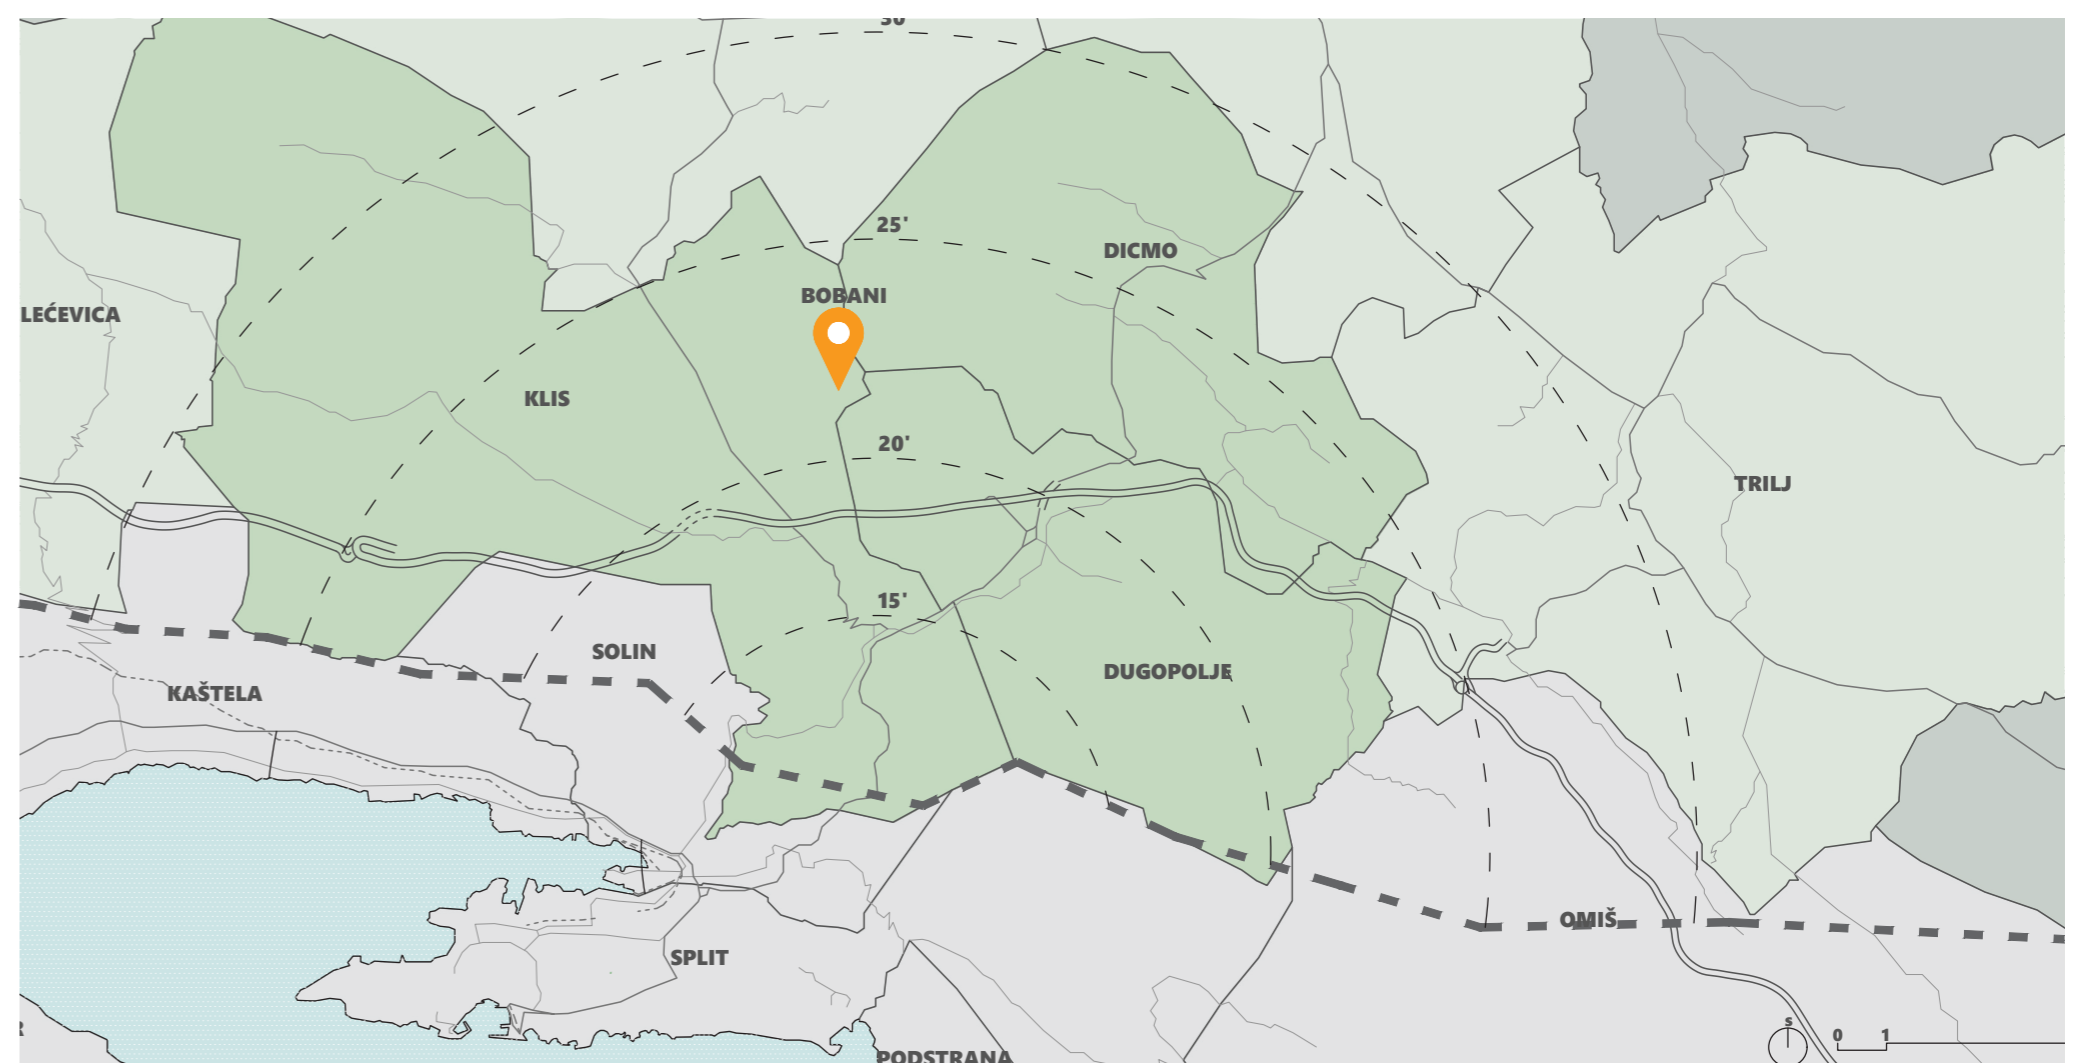 30'
25'
DICMO
BOBANI
LEĆEVICA
KLIS
20'
TRILJ
15'
SOLIN
DUGOPOLJE
KAŠTELA
OMIŠ
SPLIT
S
0 1
PODSTRANA